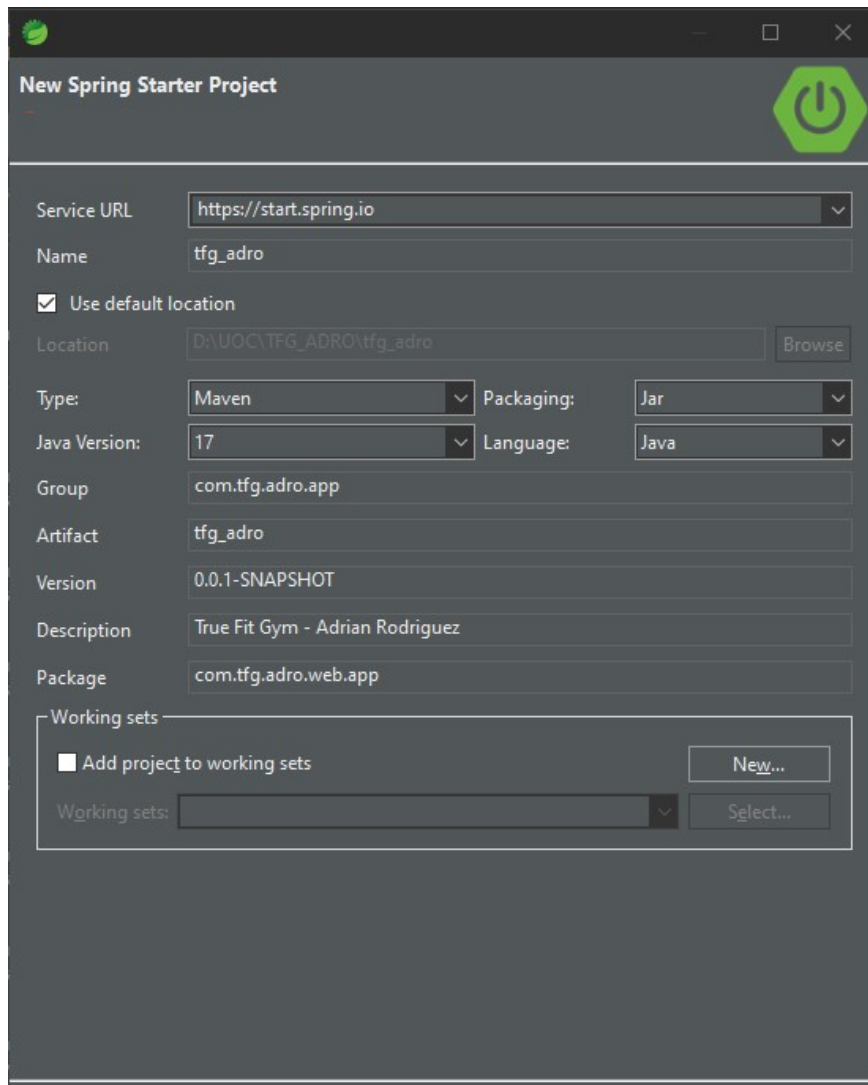 New Spring Starter Project
Service URL https://start.spring.io
Name tfg_adro
Use default location
Location D:\UOC\TFG_ADRO\tfg_adro Browse
Type: Maven Packaging: Jar
Java Version: 17 Language: Java
Group com.tfg.adro.app
Artifact tfg_adro
Version 0.0.1-SNAPSHOT
Description True Fit Gym - Adrian Rodriguez
Package com.tfg.adro.web.app
Working sets
Add project to working sets New...
Working sets: Select...